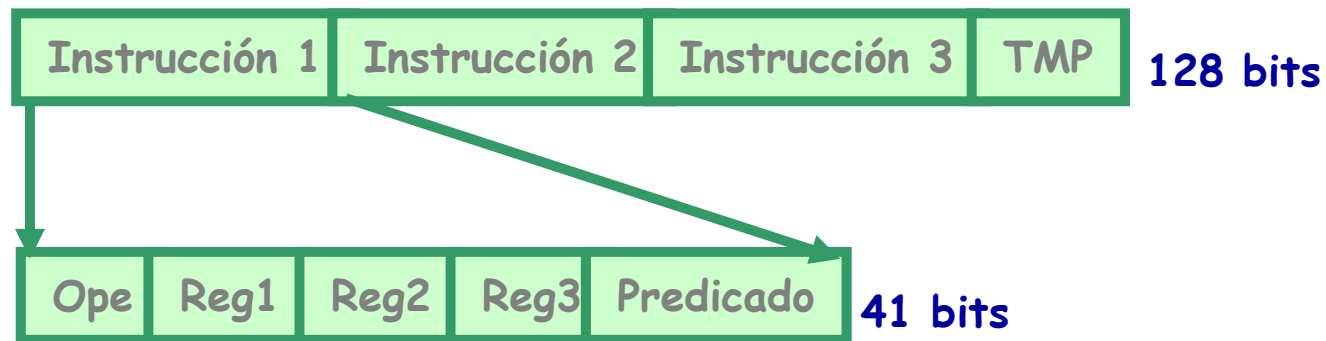 Instrucción 1 Instrucción 2 Instrucción 3 TMP 128 bits
Ope Reg1 Reg2 Reg3 Predicado 41 bits